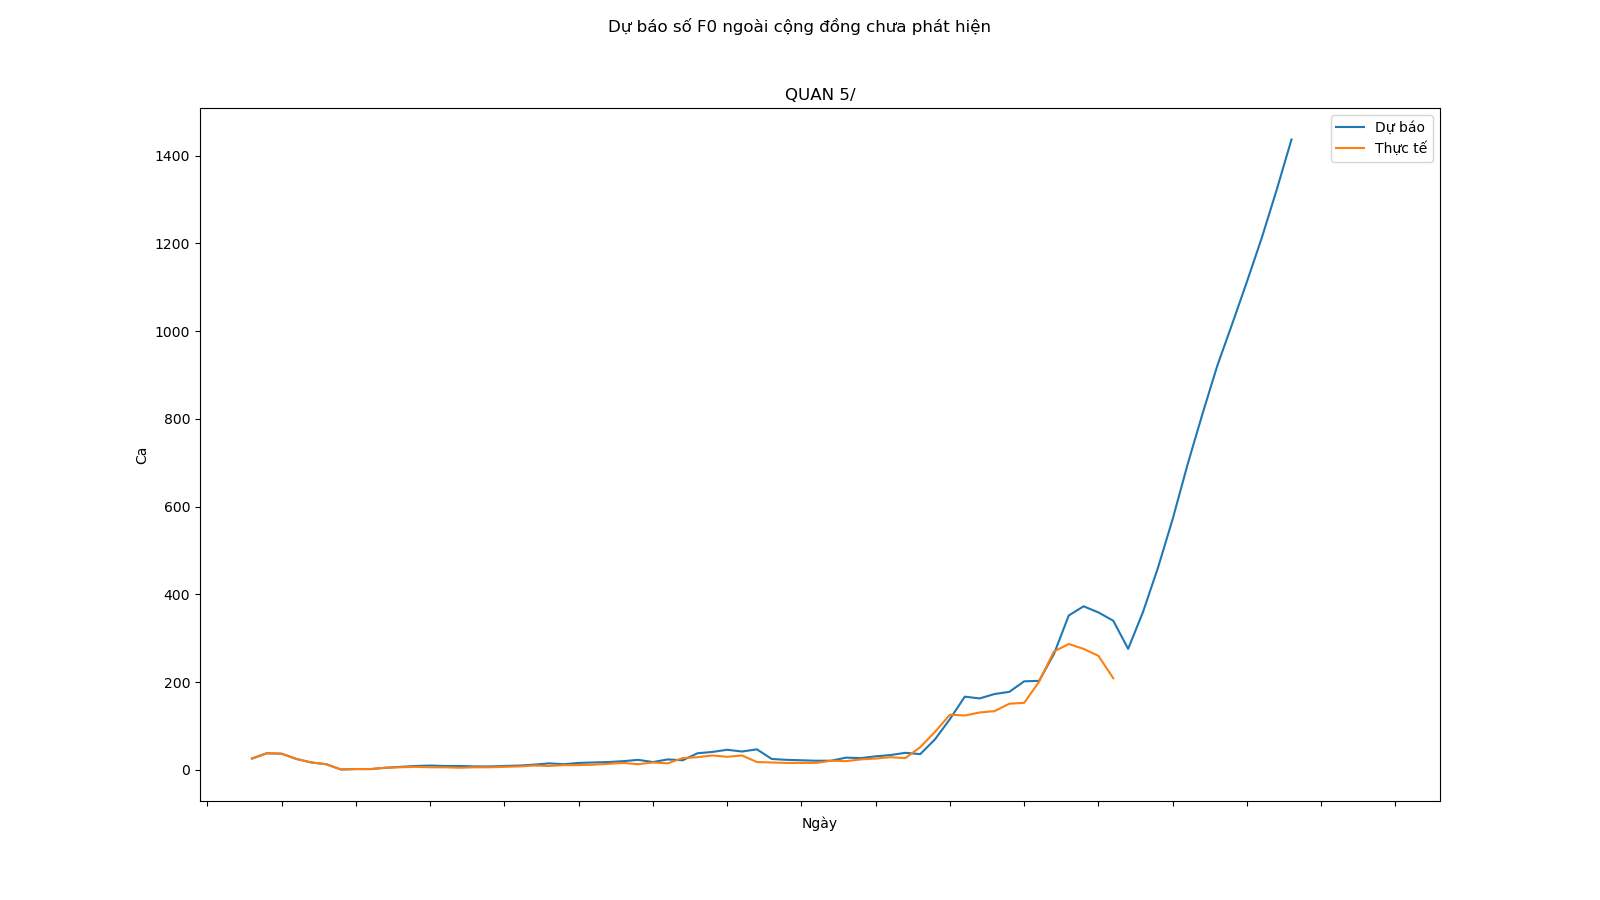 Dự báo số F0 ngoài cộng đồng chưa phát hiện
QUAN 5/
Dự báo
Thực tế
1400
1200
1000
800
600
400
200
0
Ca
Ngày